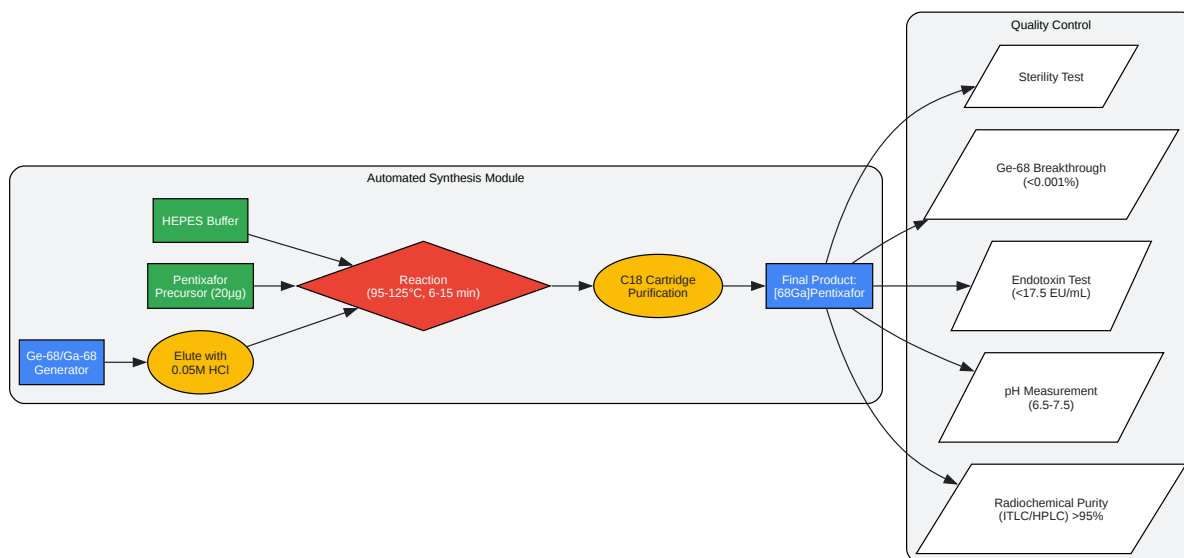 Automated Synthesis Module
HEPES Buffer
Pentixafor
Precursor (20µg)
Ge-68/Ga-68
Generator
Elute with
0.05M HCl
Reaction
(95-125°C, 6-15 min)
C18 Cartridge
Purification
Final Product:
[68Ga]Pentixafor
Quality Control
Sterility Test
Ge-68 Breakthrough
(<0.001%)
Endotoxin Test
(<17.5 EU/mL)
pH Measurement
(6.5-7.5)
Radiochemical Purity
(ITLC/HPLC) >95%